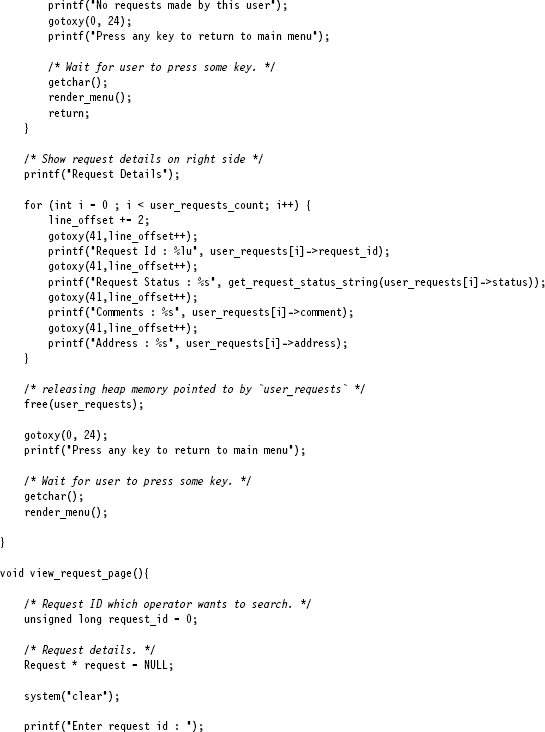 printf("No requests made by this user");
gotoxy(0, 24);
printf("Press any key to return to main menu");
/* Wait for user to press some key. */
getchar();
render_menu();
return;
}
/* Show request details on right side */
printf("Request Details");
for (int i = 0 ; i < user_requests_count; i++) {
line_offset += 2;
gotoxy(41,line_offset++);
printf("Request Id : %lu", user_requests[i]->request_id);
gotoxy(41,line_offset++);
printf("Request Status : %s", get_request_status_string(user_requests[i]->status));
gotoxy(41,line_offset++);
printf("Comments : %s", user_requests[i]->comment);
gotoxy(41,line_offset++);
printf("Address : %s", user_requests[i]->address);
}
/* releasing heap memory pointed to by `user_requests` */
free(user_requests);
gotoxy(0, 24);
printf("Press any key to return to main menu");
/* Wait for user to press some key. */
getchar();
render_menu();
}
void view_request_page(){
/* Request ID which operator wants to search. */
unsigned long request_id = 0;
/* Request details. */
Request * request = NULL;
system("clear");
printf("Enter request id : ");